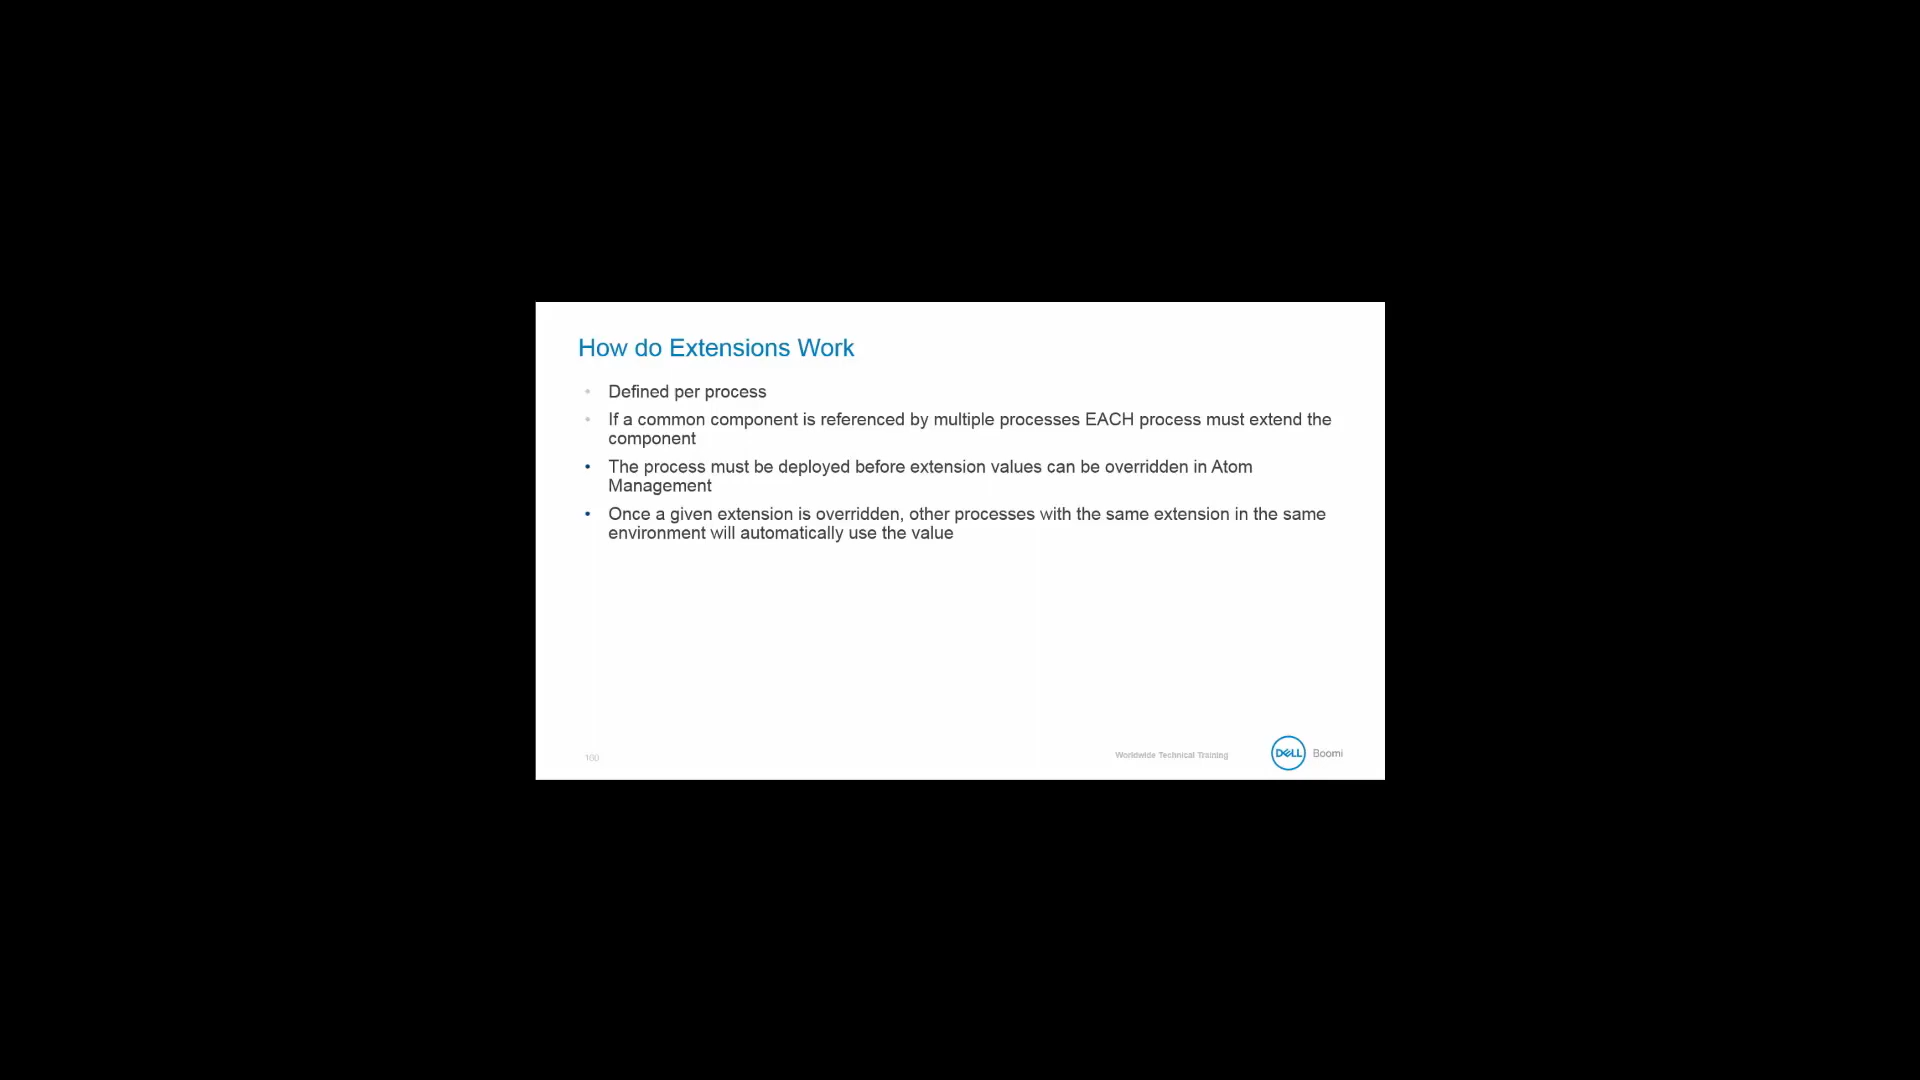 How do Extensions Work
• Defined per process
• If a common component is referenced by multiple processes EACH process must extend the
component
• The process must be deployed before extension values can be overridden in Atom
Management
• Once a given extension is overridden, other processes with the same extension in the same
environment will automatically use the value
100
Worldwide Technical Training
DELL Boomi